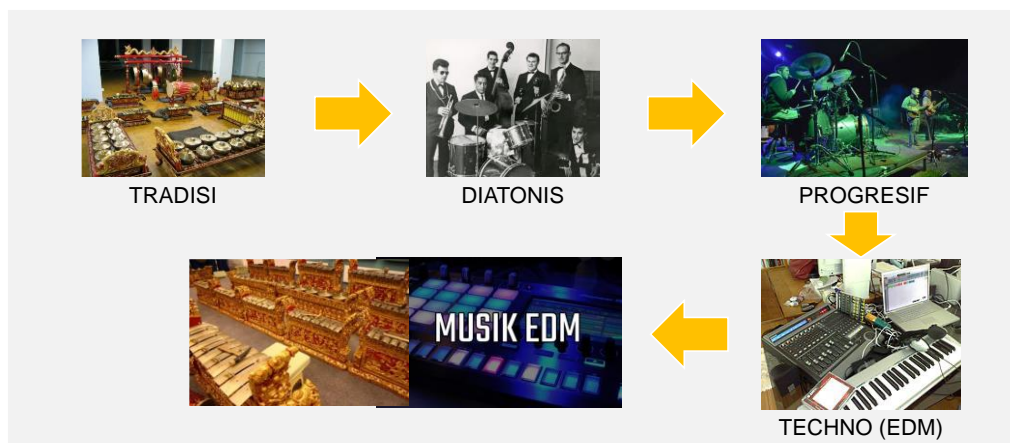 TRADISI
DIATONIS
PROGRESIF
MUSIK EDM
TECHNO (EDM)